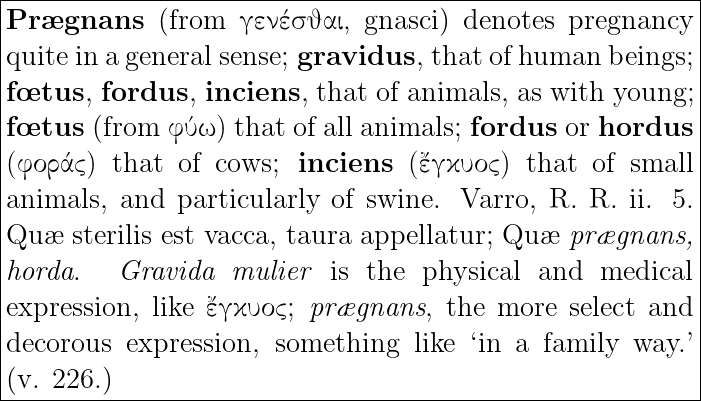 Prægnans (from γενέσϑαι, gnasci) denotes pregnancy
quite in a general sense; gravidus, that of human beings;
fœtus, fordus, inciens, that of animals, as with young;
fœtus (from φύω) that of all animals; fordus or hordus
(φοράς) that of cows; inciens (ἔγκυος) that of small
animals, and particularly of swine. Varro, R. R. ii. 5.
Quæ sterilis est vacca, taura appellatur; Quæ prægnans,
horda. Gravida mulier is the physical and medical
expression, like ἔγκυος; prægnans, the more select and
decorous expression, something like ‘in a family way.’
(v. 226.)